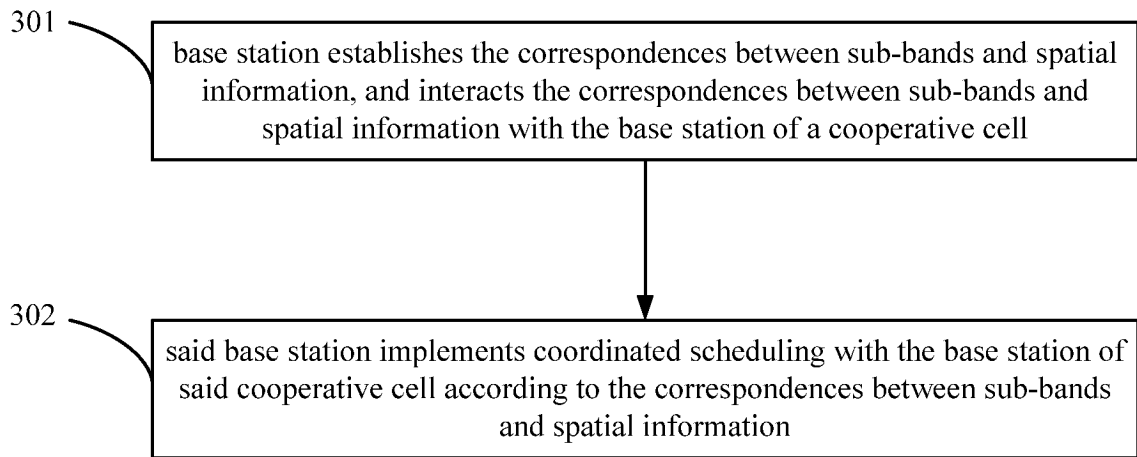 301
base station establishes the correspondences between sub-bands and spatial
information, and interacts the correspondences between sub-bands and
spatial information with the base station of a cooperative cell
302
said base station implements coordinated scheduling with the base station of
said cooperative cell according to the correspondences between sub-bands
and spatial information